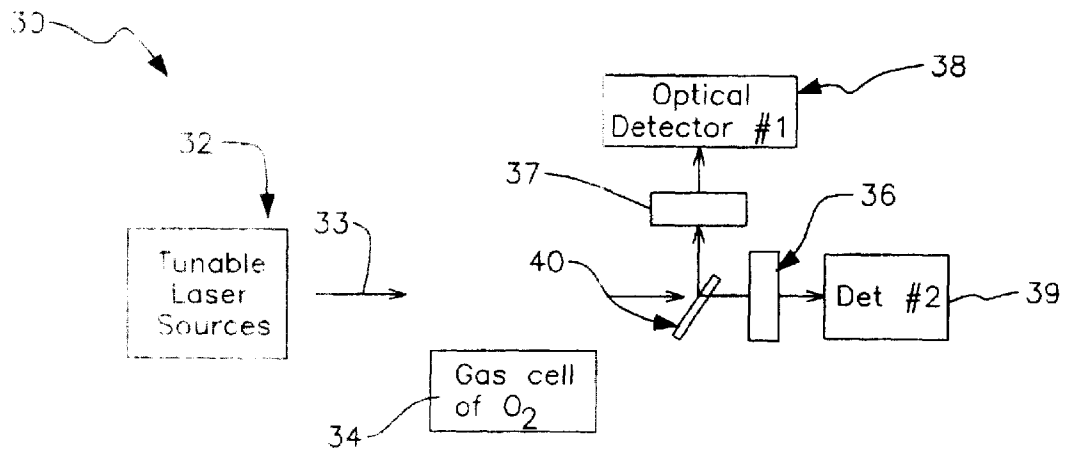 30
38
Optical
Detector #1
32
37
36
33
Tunable
Laser
Sources
40
Det #2
39
Gas cell
of O2
34